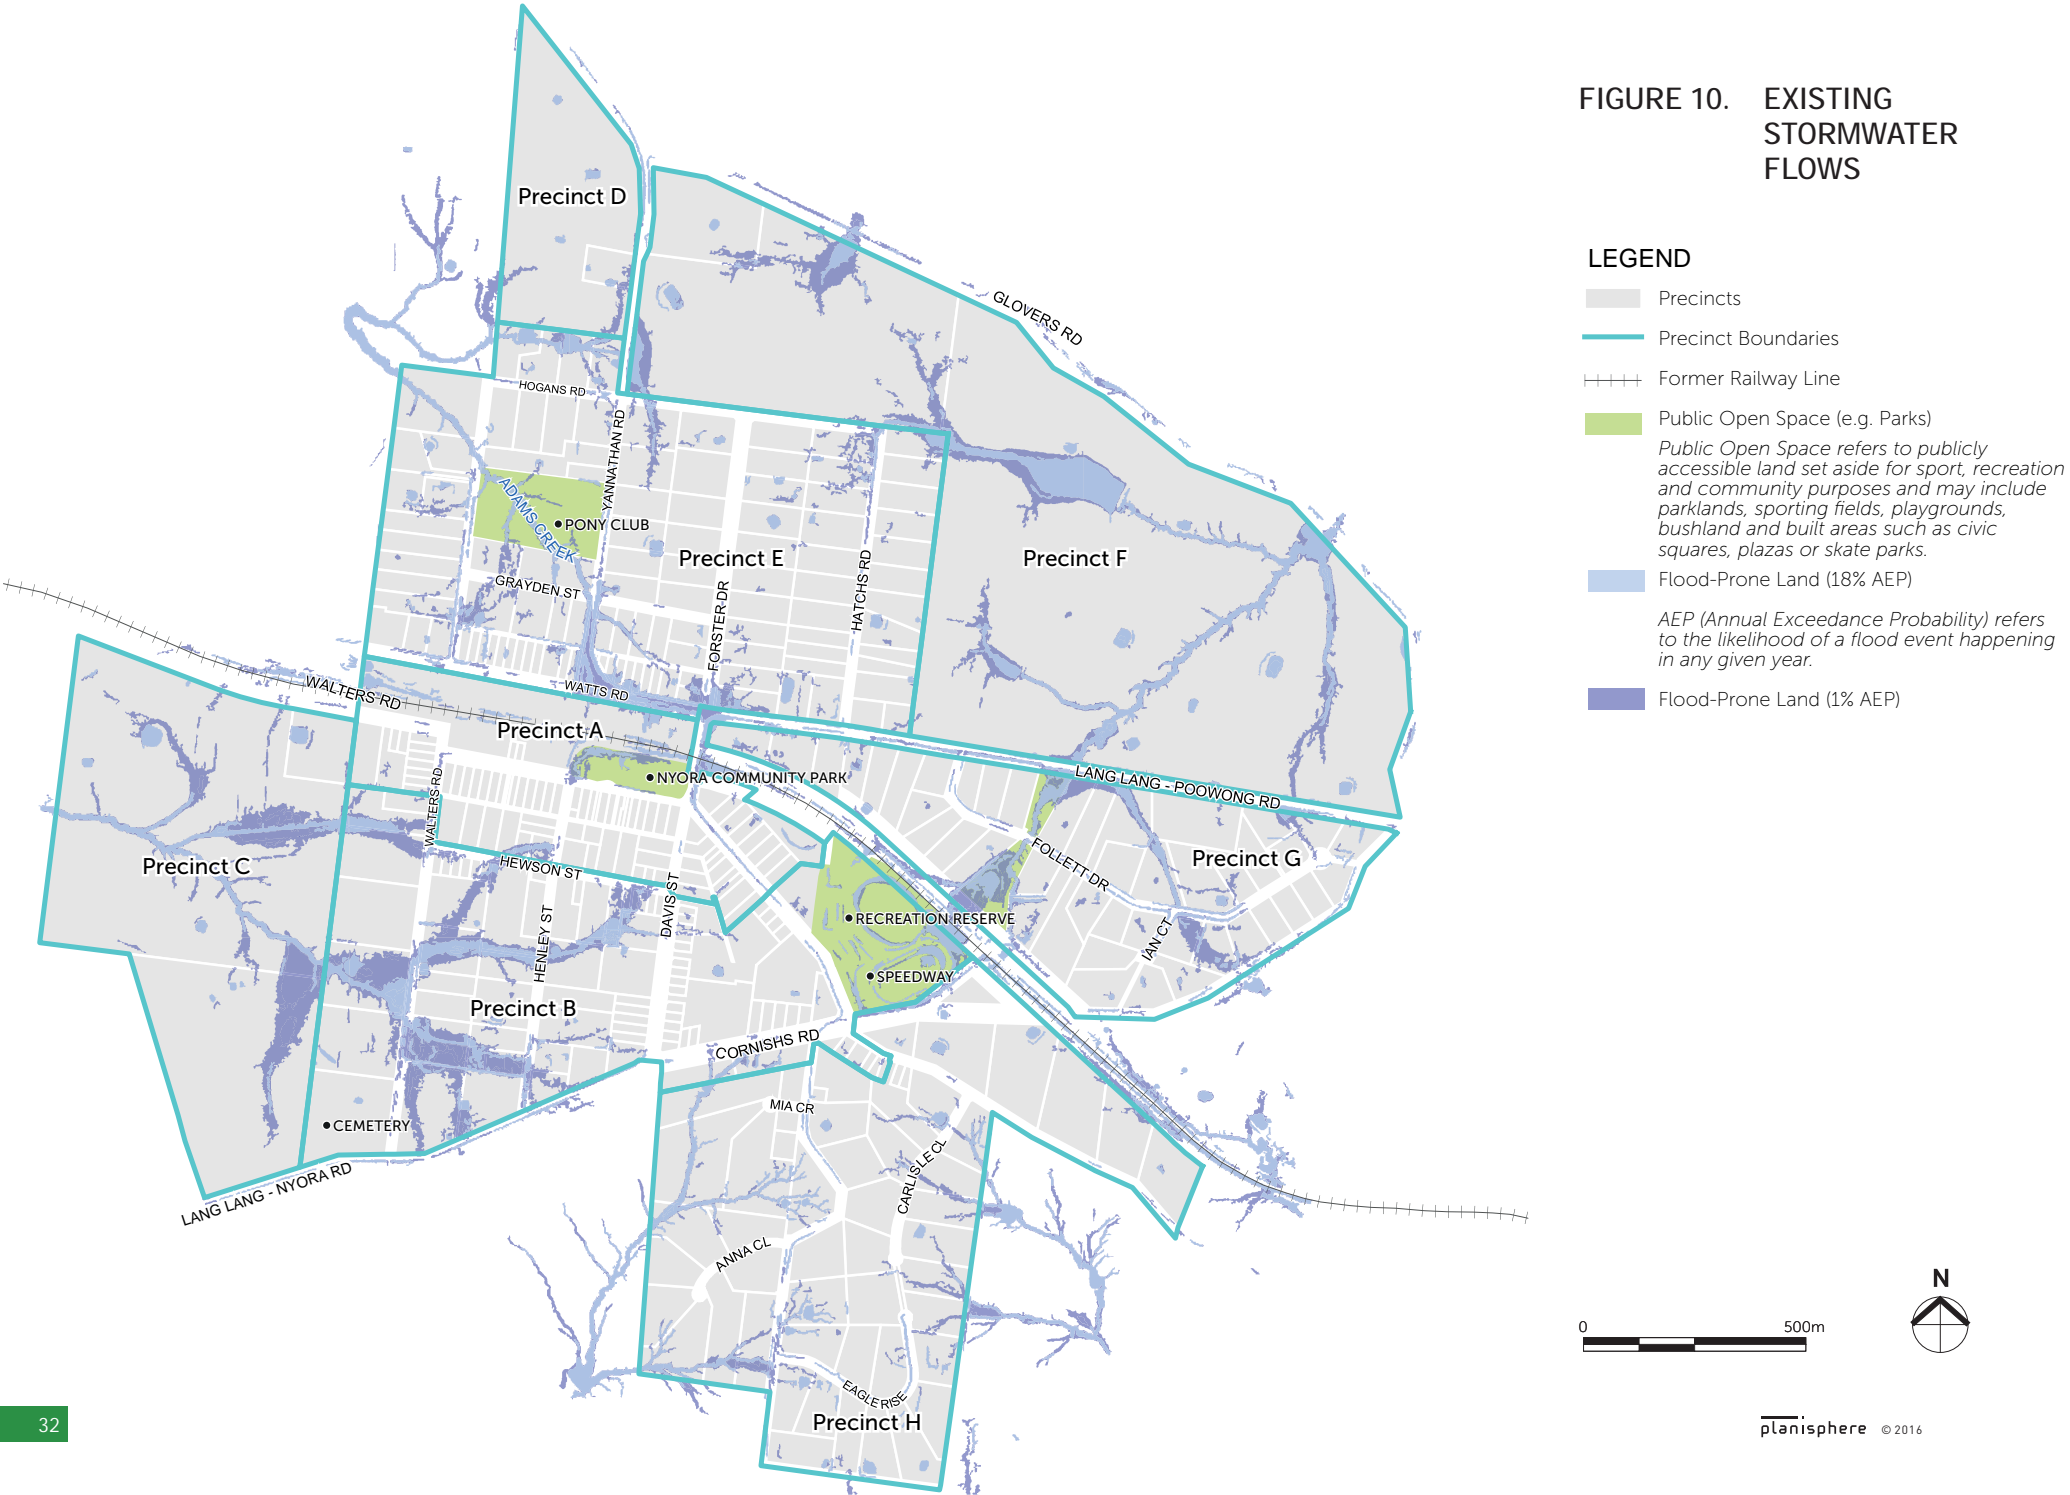 FIGURE 10. EXISTING
STORMWATER
FLOWS
LEGEND
Precincts
Precinct Boundaries
Former Railway Line
Public Open Space (e.g. Parks)
Public Open Space refers to publicly
accessible land set aside for sport, recreation
and community purposes and may include
parklands, sporting fields, playgrounds,
bushland and built areas such as civic
squares, plazas or skate parks.
Flood-Prone Land (18% AEP)
AEP (Annual Exceedance Probability) refers
to the likelihood of a flood event happening
in any given year.
Flood-Prone Land (1% AEP)
Precinct D
GLOVERS RD
HOGANS RD
YANNATHAN RD
ADAMS CREEK
PONY CLUB
Precinct E
Precinct F
GRAYDEN ST
FORSTER DR
HATCHS RD
WATTS RD
WALTERS RD
Precinct A
NYORA COMMUNITY PARK
LANG LANG - POOWONG RD
WALTERS RD
Precinct C
HEWSON ST
FOLLETT DR
Precinct G
DAVIS ST
RECREATION RESERVE
HENLEY ST
IAN CT
SPEEDWAY
Precinct B
CORNISHS RD
CEMETERY
MIA CR
CARLISLE CL
LANG LANG - NYORA RD
ANNA CL
EAGLE RISE
Precinct H
N
0 500m
32
planisphere © 2016